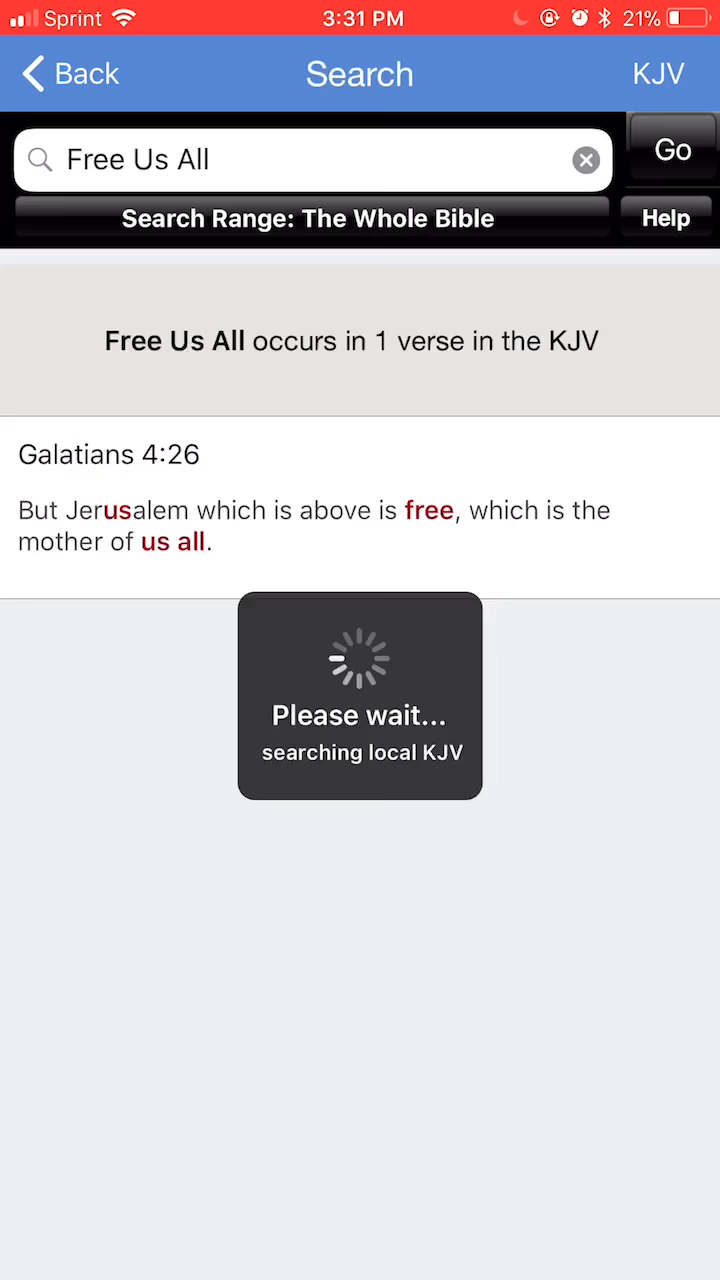 Sprint 3:31 PM 21%
Back Search KJV
Free Us All Go
Search Range: The Whole Bible Help
Free Us All occurs in 1 verse in the KJV
Galatians 4:26
But Jerusalem which is above is free, which is the
mother of us all.
Please wait...
searching local KJV